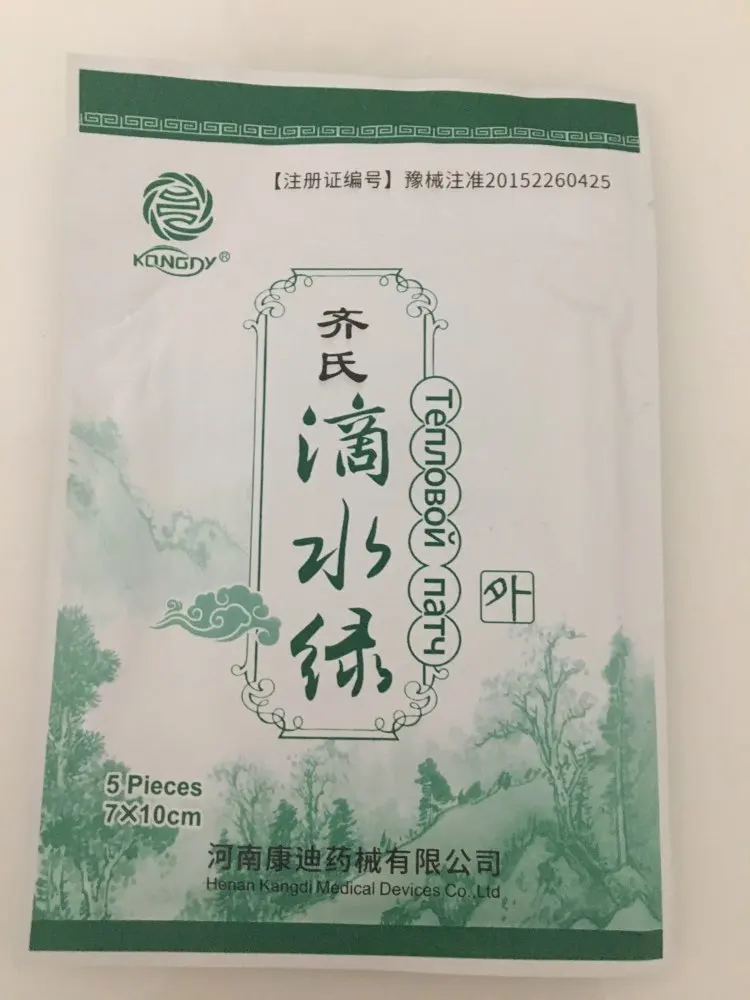 【注册证编号】豫械注准20152260425
KONGDY®
齐氏
滴水绿
Тепловой патч
外
5 Pieces
7×10cm
河南康迪药械有限公司
Henan Kangdi Medical Devices Co.,Ltd